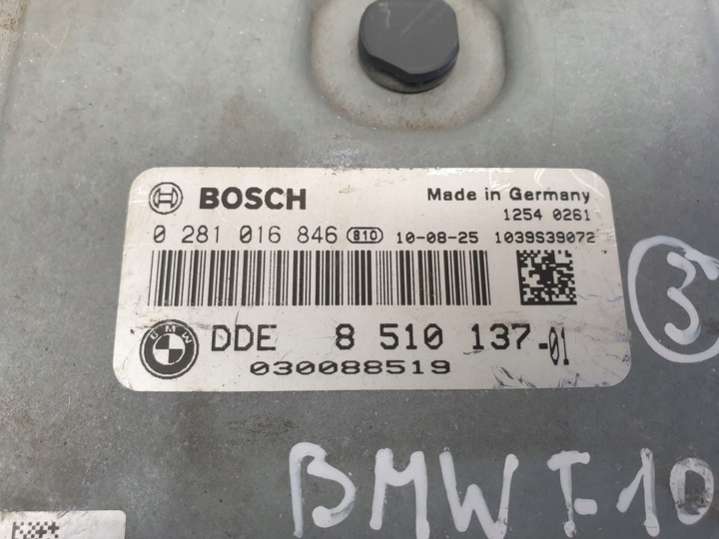 BOSCH Made in Germany
1254 0261
0 281 016 846 810 10-08-25 1039S39072
BMW DDE 8 510 137-01
030088519
3
BMW F-10